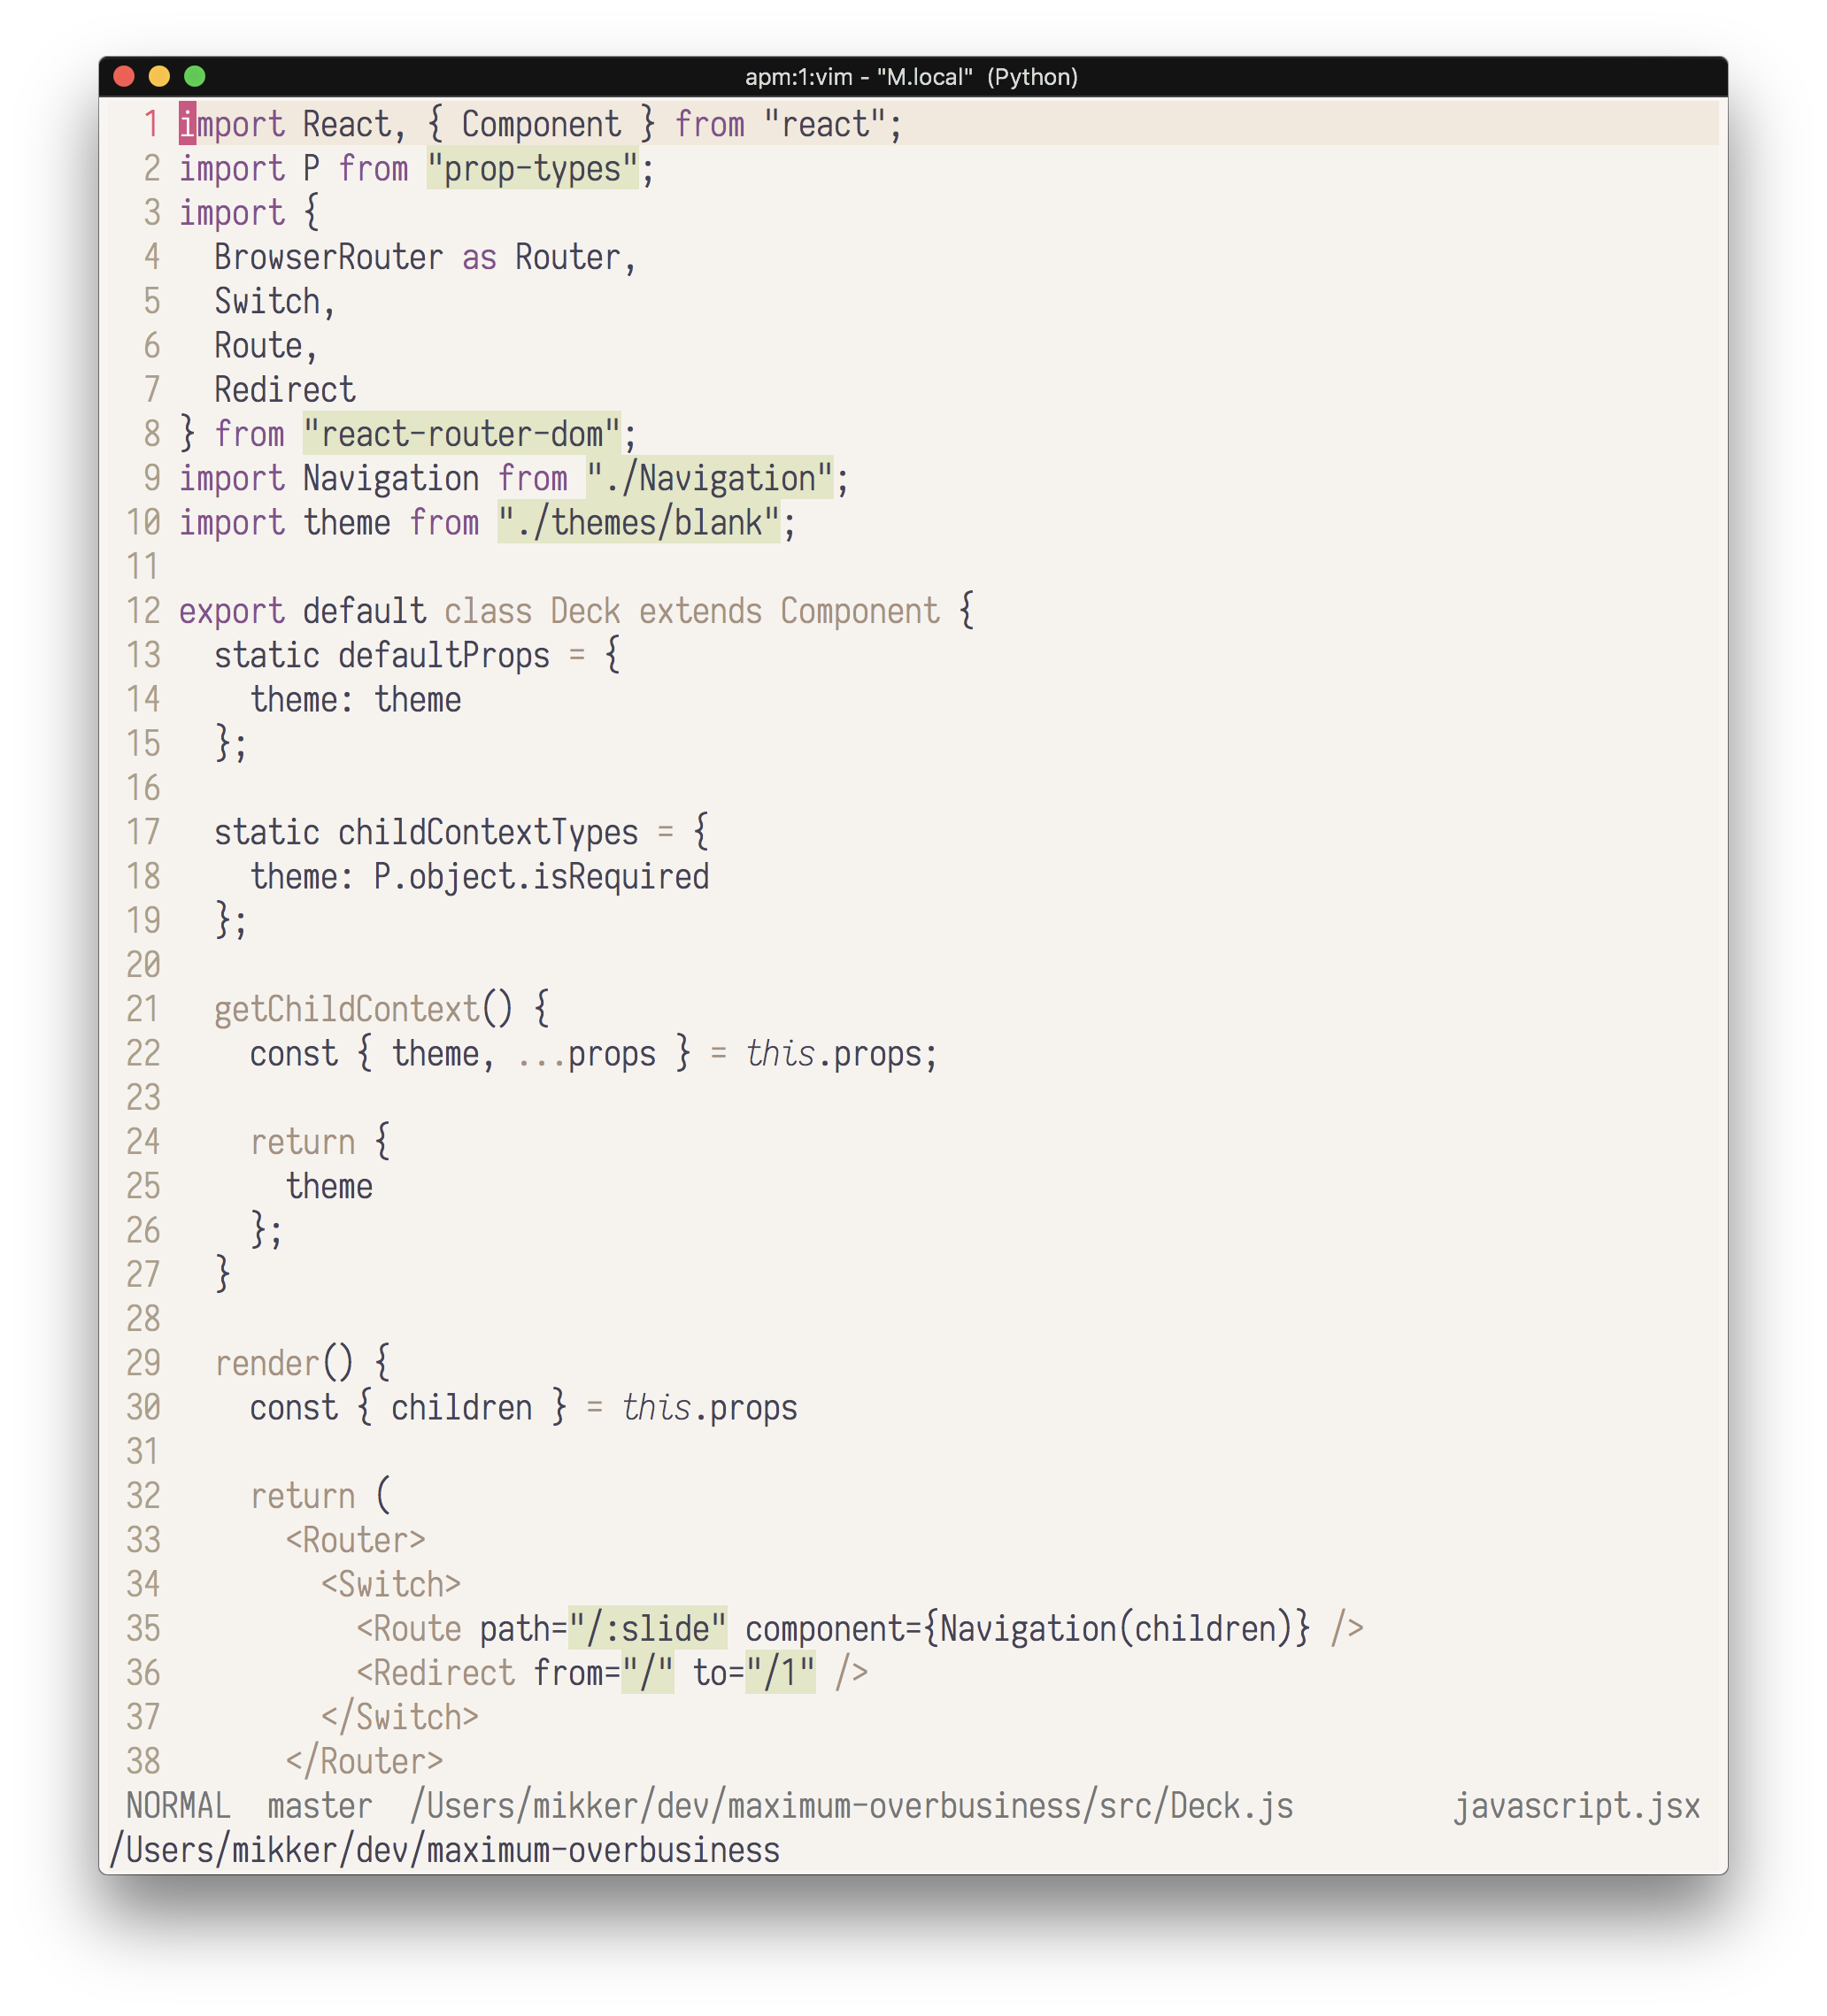 apm:1:vim - "M.local" (Python)
1 import React, { Component } from "react";
2 import P from "prop-types";
3 import {
4   BrowserRouter as Router,
5   Switch,
6   Route,
7   Redirect
8 } from "react-router-dom";
9 import Navigation from "./Navigation";
10 import theme from "./themes/blank";
11
12 export default class Deck extends Component {
13   static defaultProps = {
14     theme: theme
15   };
16
17   static childContextTypes = {
18     theme: P.object.isRequired
19   };
20
21   getChildContext() {
22     const { theme, ...props } = this.props;
23
24     return {
25       theme
26     };
27   }
28
29   render() {
30     const { children } = this.props
31
32     return (
33       <Router>
34         <Switch>
35           <Route path="/:slide" component={Navigation(children)} />
36           <Redirect from="/" to="/1" />
37         </Switch>
38       </Router>
NORMAL  master  /Users/mikker/dev/maximum-overbusiness/src/Deck.js  javascript.jsx
/Users/mikker/dev/maximum-overbusiness